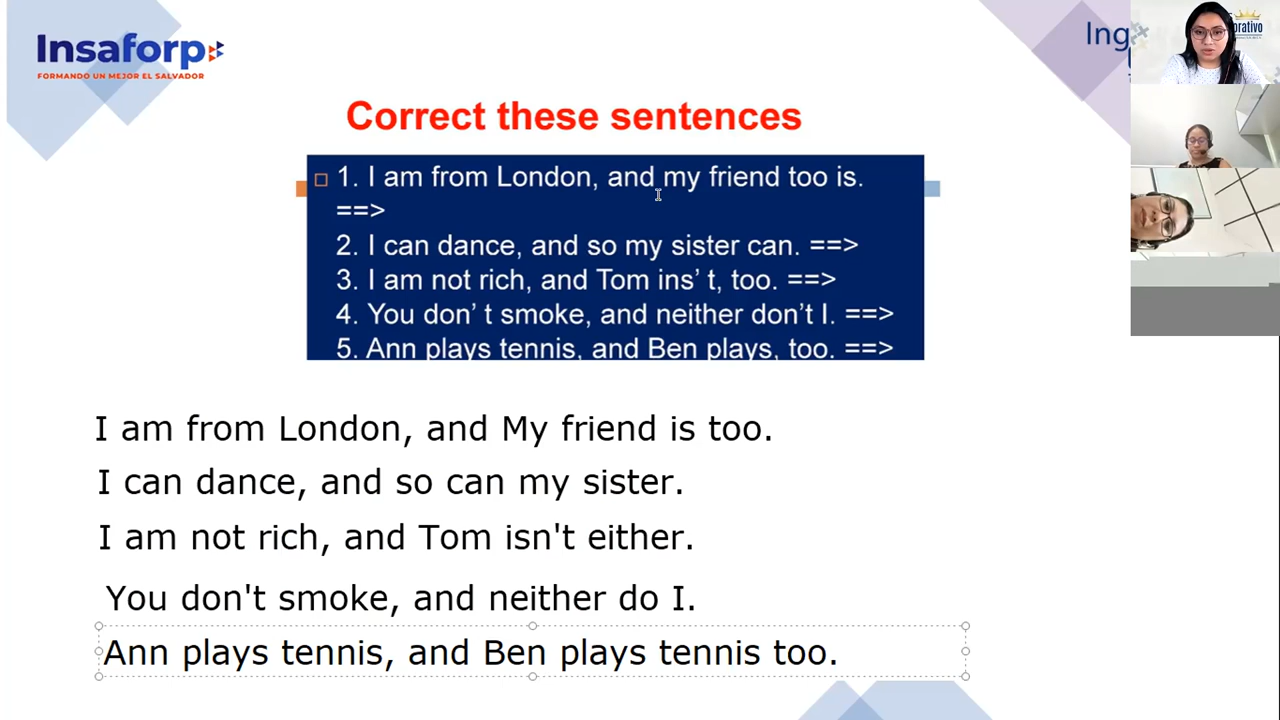 Insaforp
FORMANDO UN MEJOR EL SALVADOR
Ing
orativo
Correct these sentences
1. I am from London, and my friend too is.
==>
2. I can dance, and so my sister can. ==>
3. I am not rich, and Tom ins’ t, too. ==>
4. You don’ t smoke, and neither don’t I. ==>
5. Ann plays tennis, and Ben plays, too. ==>
I am from London, and My friend is too.
I can dance, and so can my sister.
I am not rich, and Tom isn't either.
You don't smoke, and neither do I.
Ann plays tennis, and Ben plays tennis too.